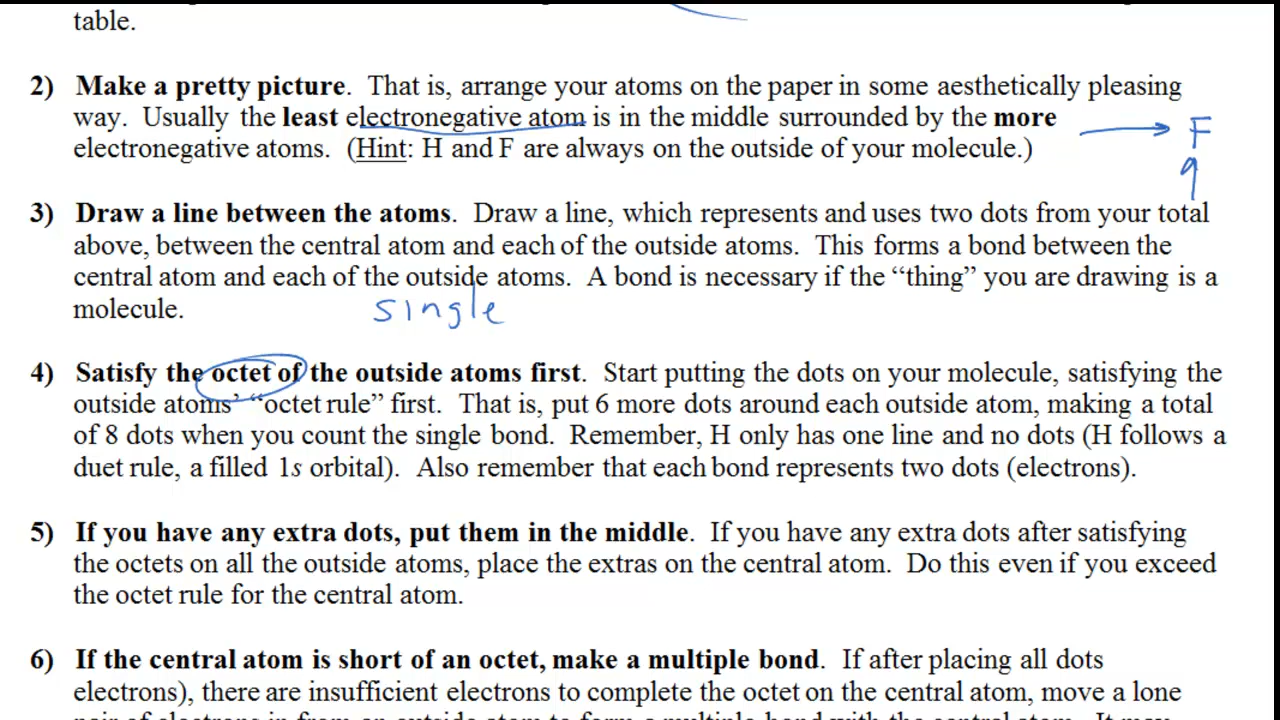 table.
2) Make a pretty picture. That is, arrange your atoms on the paper in some aesthetically pleasing
way. Usually the least electronegative atom is in the middle surrounded by the more
electronegative atoms. (Hint: H and F are always on the outside of your molecule.)
F
9
3) Draw a line between the atoms. Draw a line, which represents and uses two dots from your total
above, between the central atom and each of the outside atoms. This forms a bond between the
central atom and each of the outside atoms. A bond is necessary if the “thing” you are drawing is a
molecule.
single
4) Satisfy the octet of the outside atoms first. Start putting the dots on your molecule, satisfying the
outside atoms’ “octet rule” first. That is, put 6 more dots around each outside atom, making a total
of 8 dots when you count the single bond. Remember, H only has one line and no dots (H follows a
duet rule, a filled 1s orbital). Also remember that each bond represents two dots (electrons).
5) If you have any extra dots, put them in the middle. If you have any extra dots after satisfying
the octets on all the outside atoms, place the extras on the central atom. Do this even if you exceed
the octet rule for the central atom.
6) If the central atom is short of an octet, make a multiple bond. If after placing all dots
electrons), there are insufficient electrons to complete the octet on the central atom, move a lone